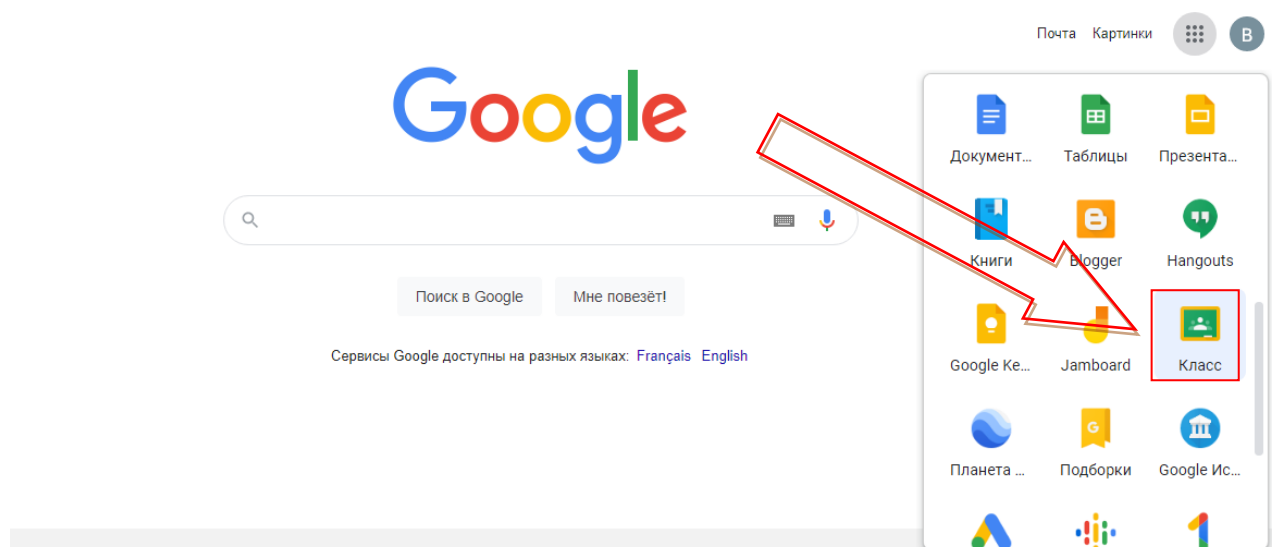 Почта Картинки
B
Google
Документ... Таблицы Презента...
Книги Blogger Hangouts
Поиск в Google Мне повезёт!
Google Ke... Jamboard Класс
Сервисы Google доступны на разных языках: Français English
G
Планета ... Подборки Google Ис...